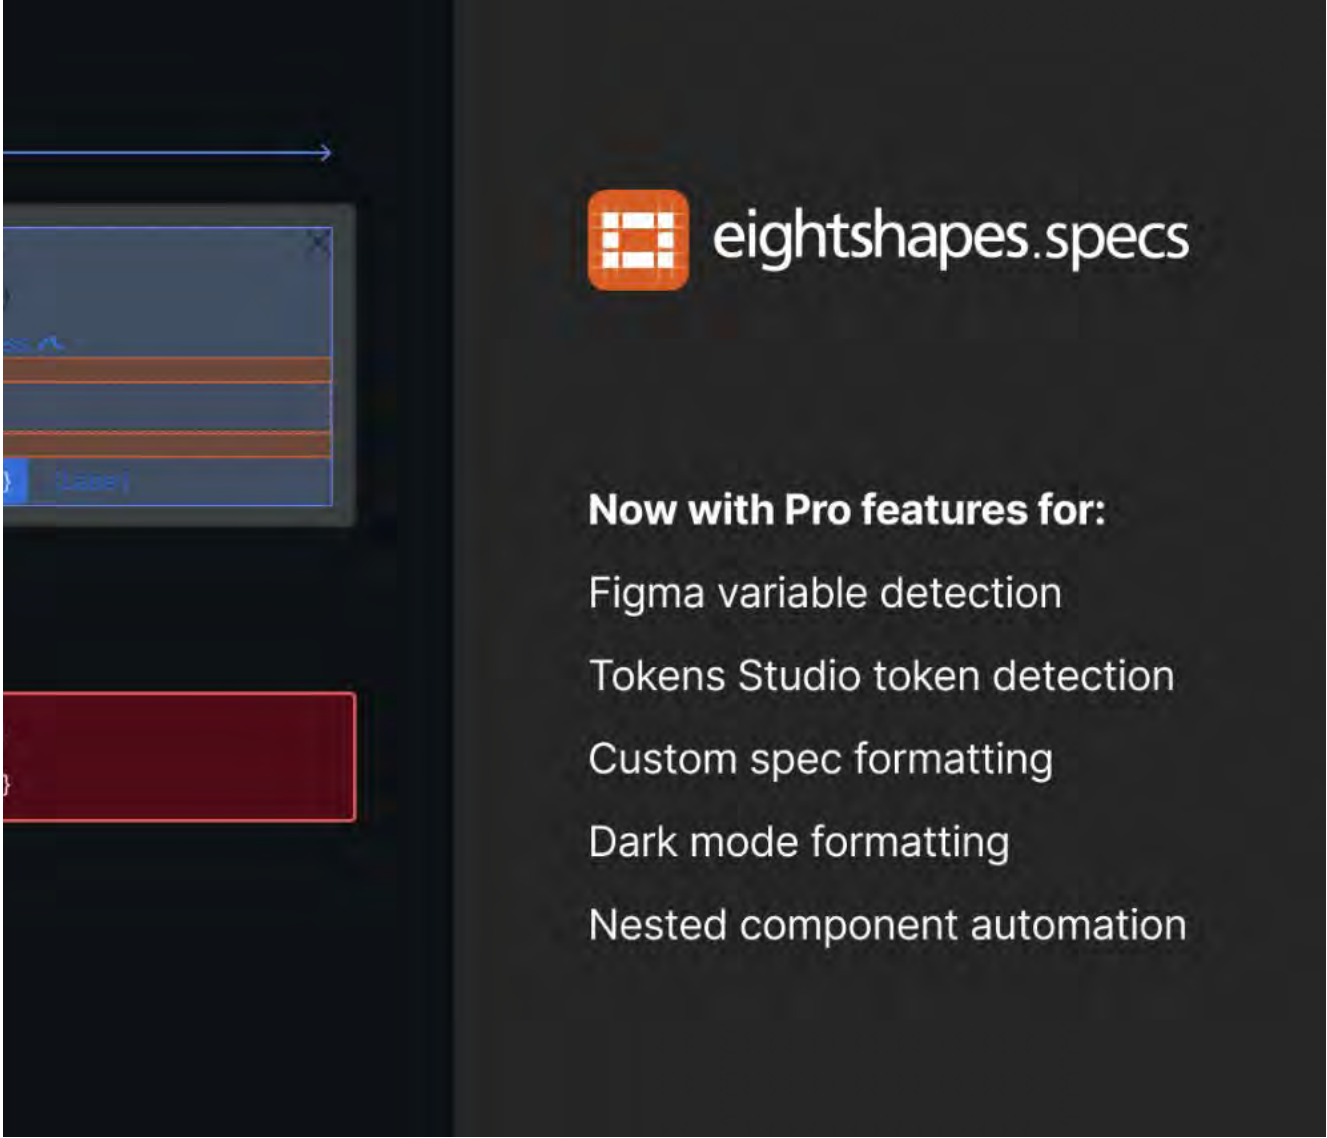 eightshapes.specs
Now with Pro features for:
Figma variable detection
Tokens Studio token detection
Custom spec formatting
Dark mode formatting
Nested component automation
}
}